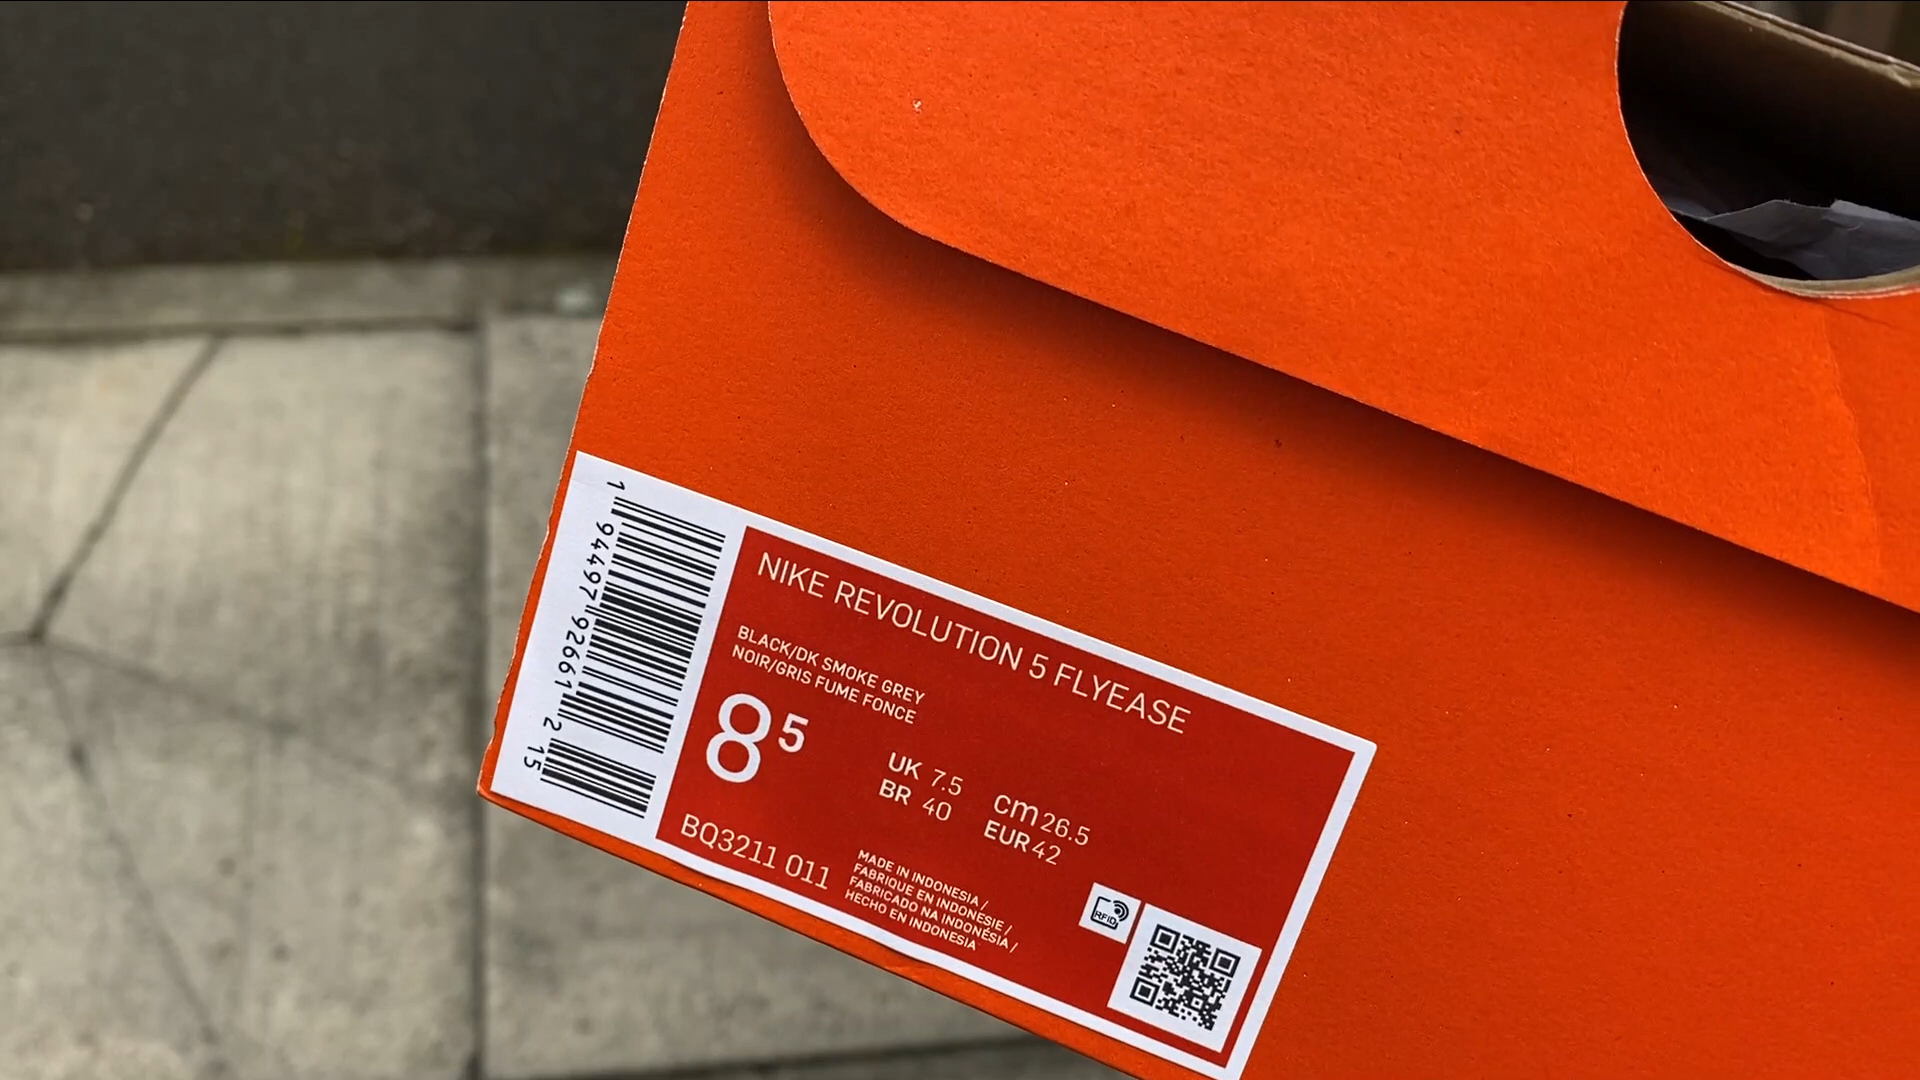 1 94497 92661 2 15
NIKE REVOLUTION 5 FLYEASE
BLACK/DK SMOKE GREY
NOIR/GRIS FUME FONCE
8 5
UK 7.5
BR 40
cm 26.5
EUR 42
BQ3211 011
MADE IN INDONESIA /
FABRIQUE EN INDONESIE /
FABRICADO NA INDONÉSIA /
HECHO EN INDONESIA
RFID